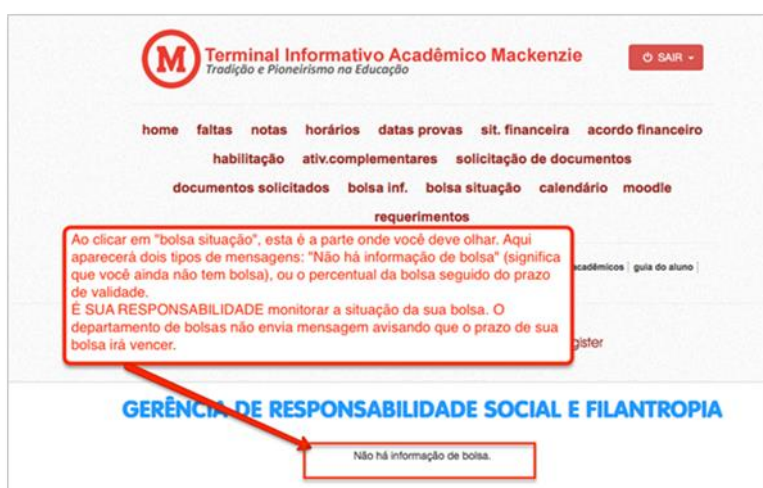 M
Terminal Informativo Acadêmico Mackenzie
Tradição e Pioneirismo na Educação
SAIR
home faltas notas horários datas provas sit. financeira acordo financeiro
habilitação ativ.complementares solicitação de documentos
documentos solicitados bolsa inf. bolsa situação calendário moodle
requerimentos
Ao clicar em "bolsa situação", esta é a parte onde você deve olhar. Aqui
aparecerá dois tipos de mensagens: "Não há informação de bolsa" (significa
que você ainda não tem bolsa), ou o percentual da bolsa seguido do prazo
de validade.
É SUA RESPONSABILIDADE monitorar a situação da sua bolsa. O
departamento de bolsas não envia mensagem avisando que o prazo de sua
bolsa irá vencer.
acadêmicos guia do aluno
gister
GERÊNCIA DE RESPONSABILIDADE SOCIAL E FILANTROPIA
Não há informação de bolsa.